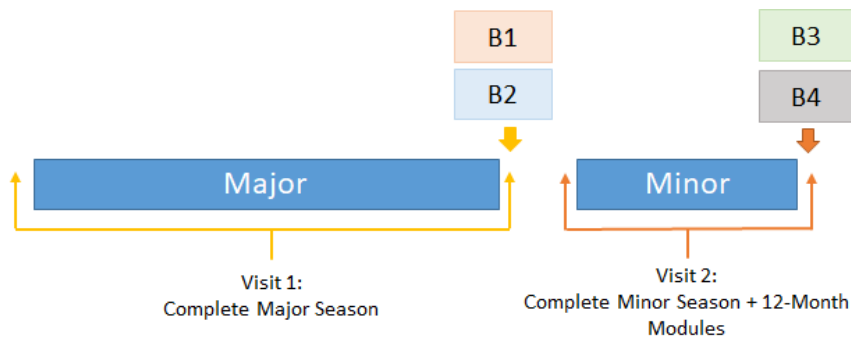 B1
B2
B3
B4
Major
Minor
Visit 1:
Complete Major Season
Visit 2:
Complete Minor Season + 12-Month
Modules